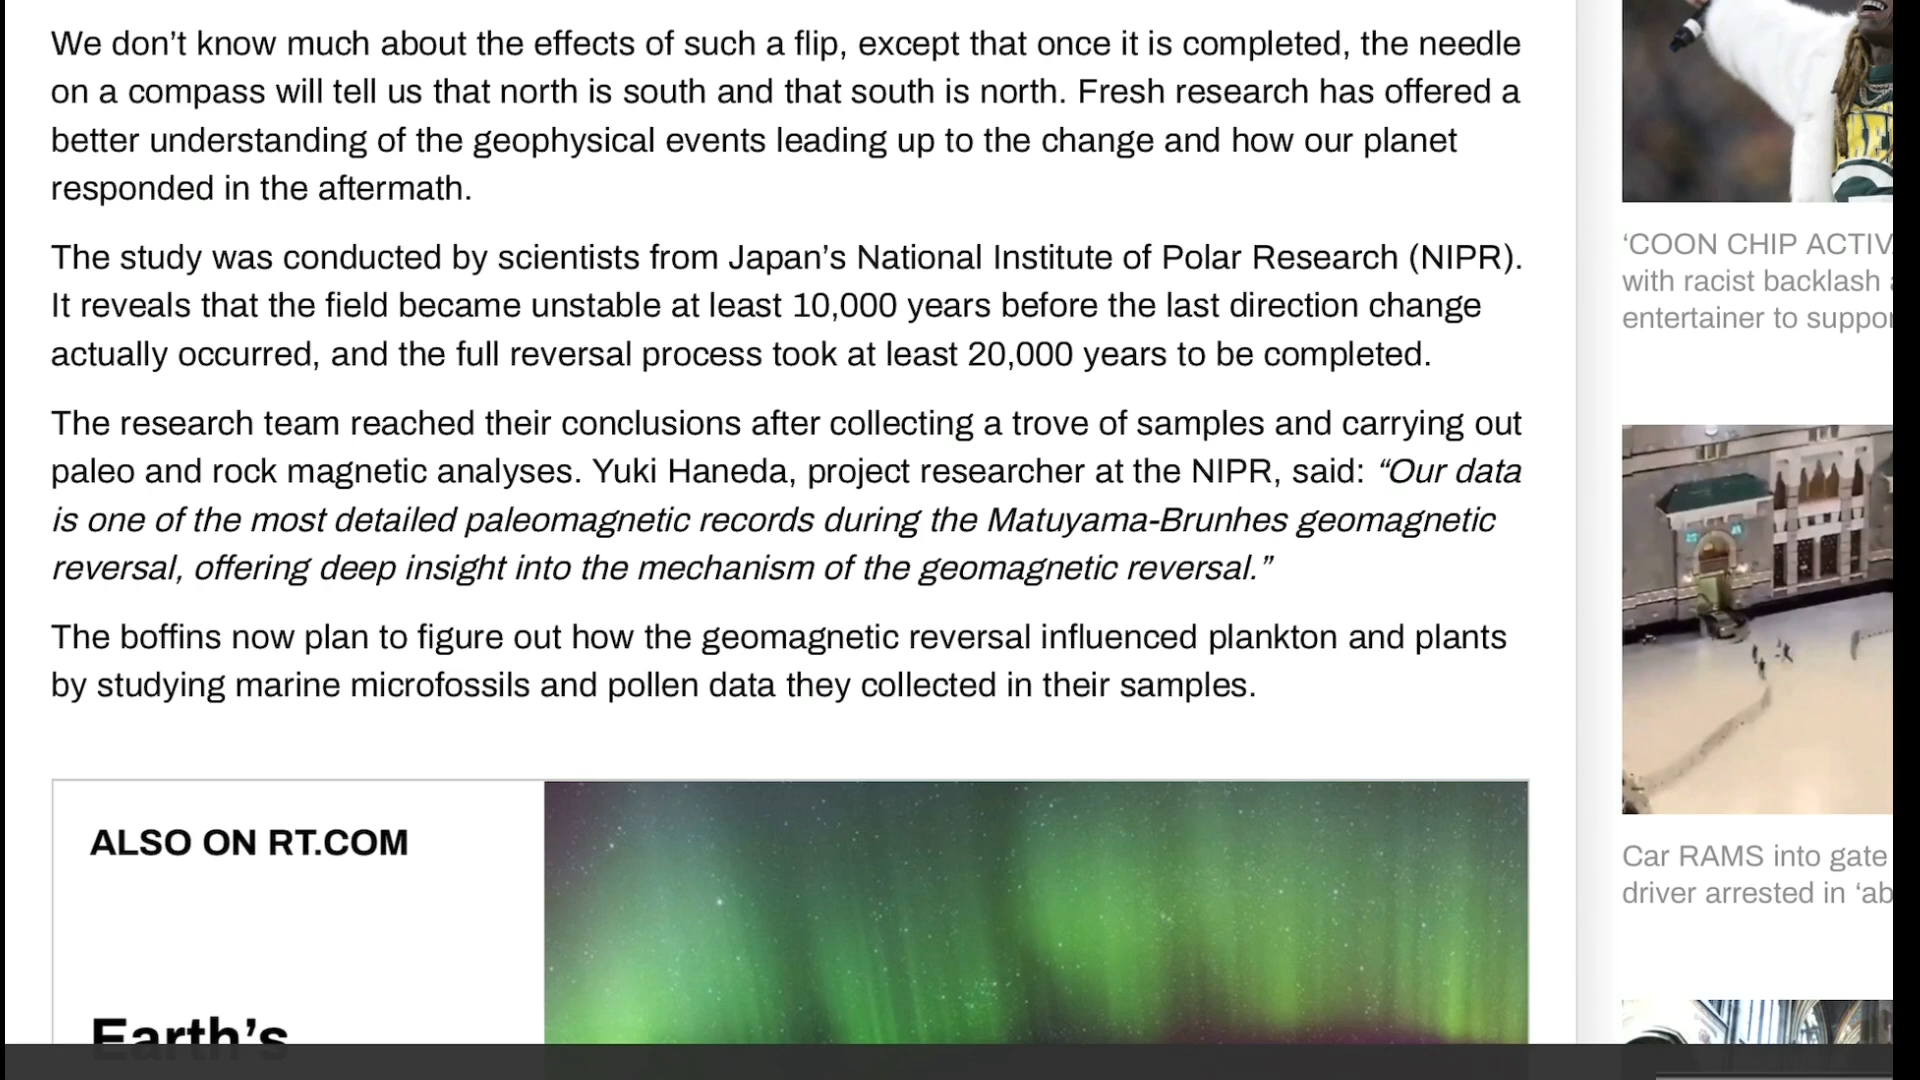 We don’t know much about the effects of such a flip, except that once it is completed, the needle
on a compass will tell us that north is south and that south is north. Fresh research has offered a
better understanding of the geophysical events leading up to the change and how our planet
responded in the aftermath.
The study was conducted by scientists from Japan’s National Institute of Polar Research (NIPR).
It reveals that the field became unstable at least 10,000 years before the last direction change
actually occurred, and the full reversal process took at least 20,000 years to be completed.
The research team reached their conclusions after collecting a trove of samples and carrying out
paleo and rock magnetic analyses. Yuki Haneda, project researcher at the NIPR, said: “Our data
is one of the most detailed paleomagnetic records during the Matuyama-Brunhes geomagnetic
reversal, offering deep insight into the mechanism of the geomagnetic reversal.”
The boffins now plan to figure out how the geomagnetic reversal influenced plankton and plants
by studying marine microfossils and pollen data they collected in their samples.
ALSO ON RT.COM
Earth’s
‘COON CHIP ACTIV
with racist backlash
entertainer to suppor
Car RAMS into gate
driver arrested in ‘ab